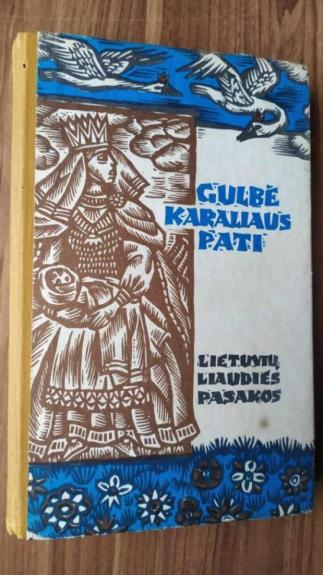 GULBĖ
KARALIAUS
PATI
LIETUVIŲ
LIAUDIES
PASAKOS